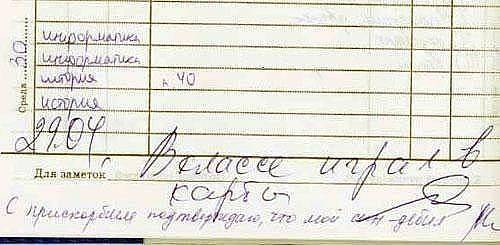 Среда 30
информатика
информатика
история п. 40
история
29.04. В классе играл в
Для заметок
карты
С прискорбием подтверждаю, что мой сын - дебил